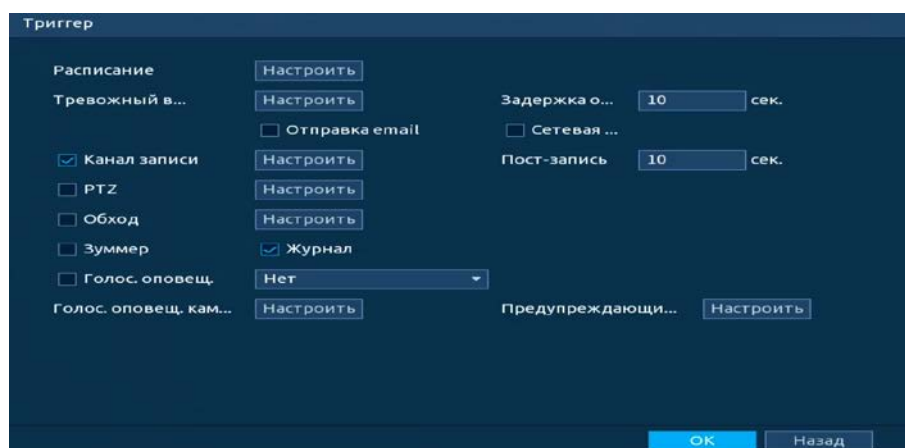 Триггер
Расписание Настроить
Тревожный в... Настроить Задержка о... 10 сек.
Отправка email Сетевая ...
Канал записи Настроить Пост-запись 10 сек.
PTZ Настроить
Обход Настроить
Зуммер Журнал
Голос. оповещ. Нет
Голос. оповещ. кам... Настроить Предупреждающи... Настроить
OK Назад